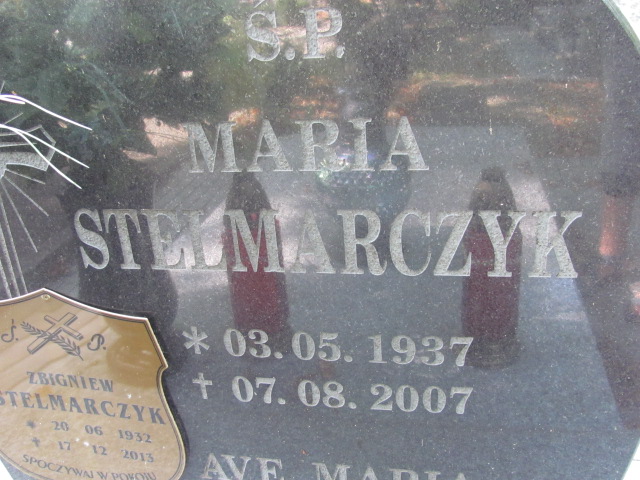 Ś.P.
MARIA
STELMARCZYK
* 03.05.1937
† 07.08.2007
AVE MARIA
Ś. P.
ZBIGNIEW
STELMARCZYK
* 20 06 1932
† 17 12 2013
SPOCZYWAJ W POKOJU